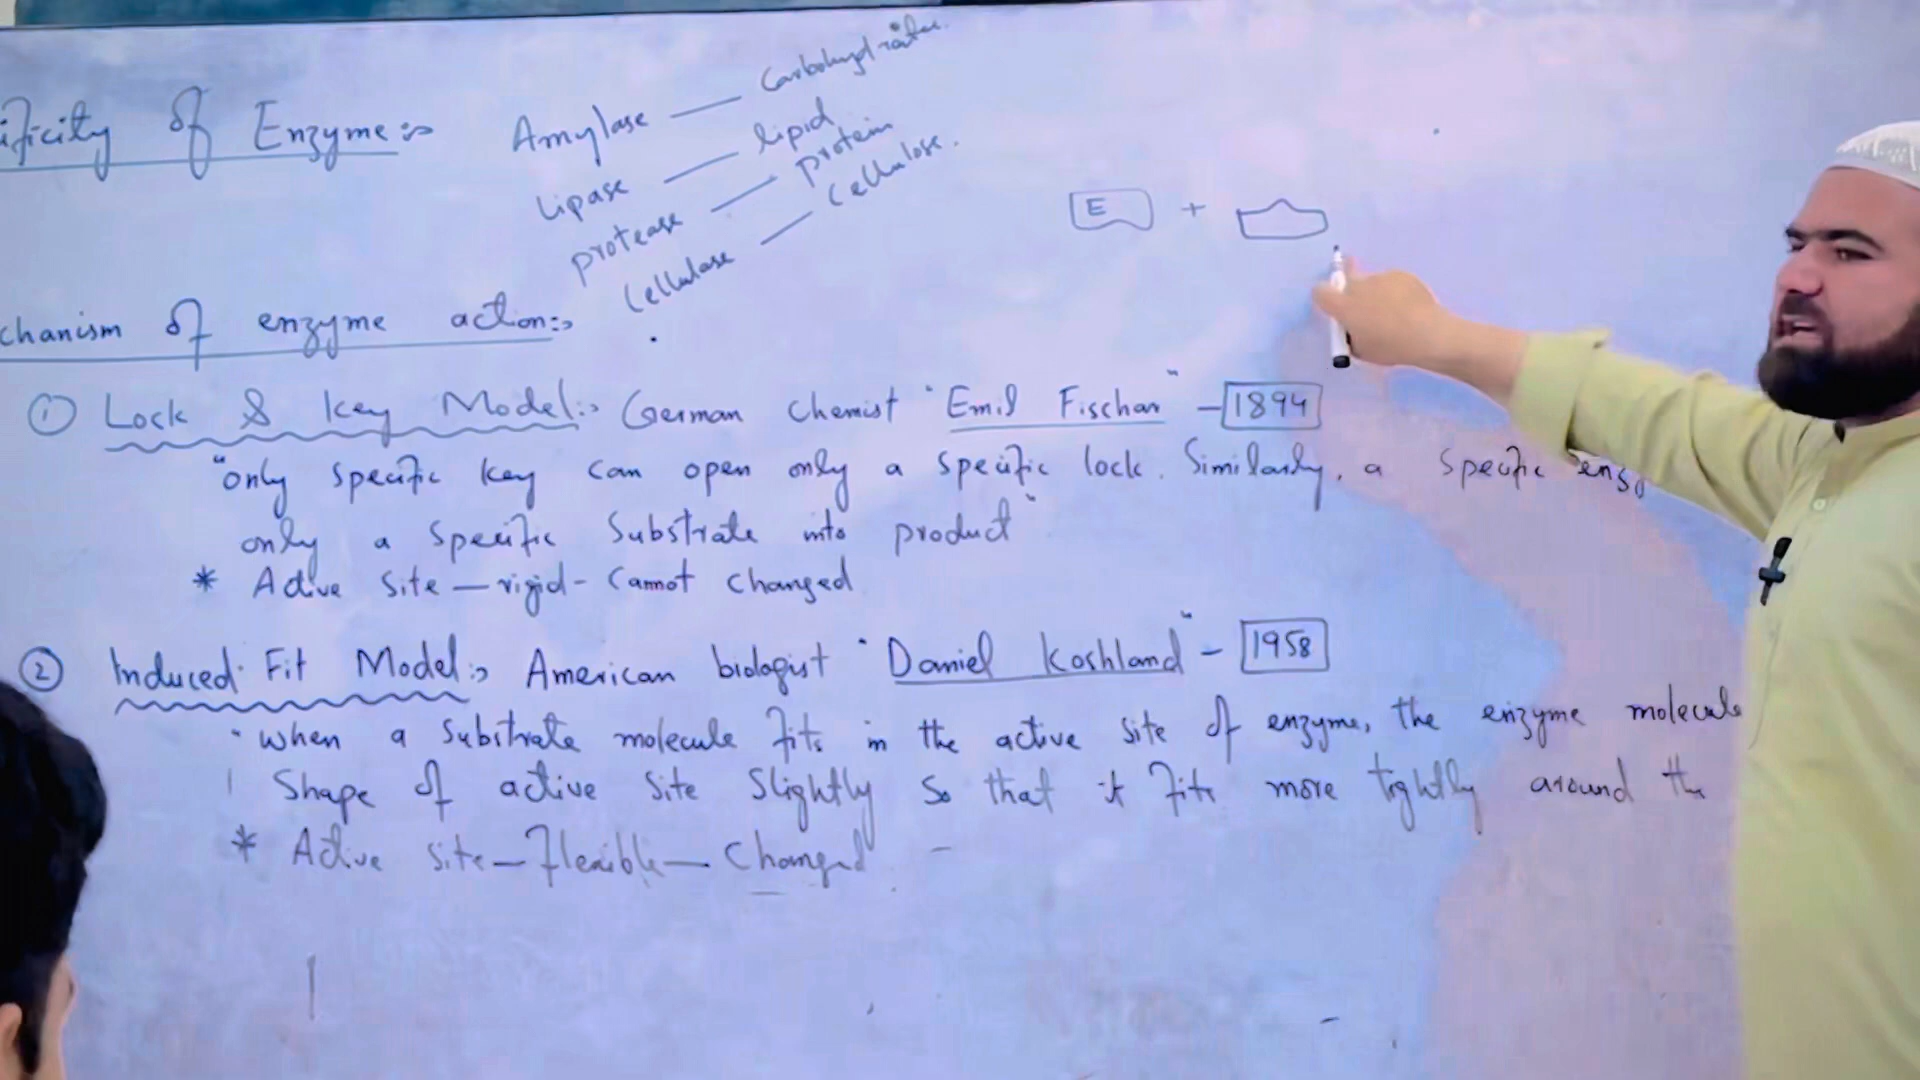 ificity of Enzyme:
Amylase — Carbohydrates.
lipase — lipid
protease — protein
Cellulase — Cellulose.
E +
chanism of enzyme action:
① Lock & Key Model: German Chemist "Emil Fischar" - 1894
"only specific key can open only a specific lock. Similarly, a specific enzy
only a specific substrate into product"
* Active site — rigid - Cannot changed
② Induced Fit Model: American biologist "Daniel Koshland" - 1958
"When a substrate molecule fits in the active site of enzyme, the enzyme molecule
Shape of active site slightly so that it fits more tightly around the
* Active site — Flexible — Changed